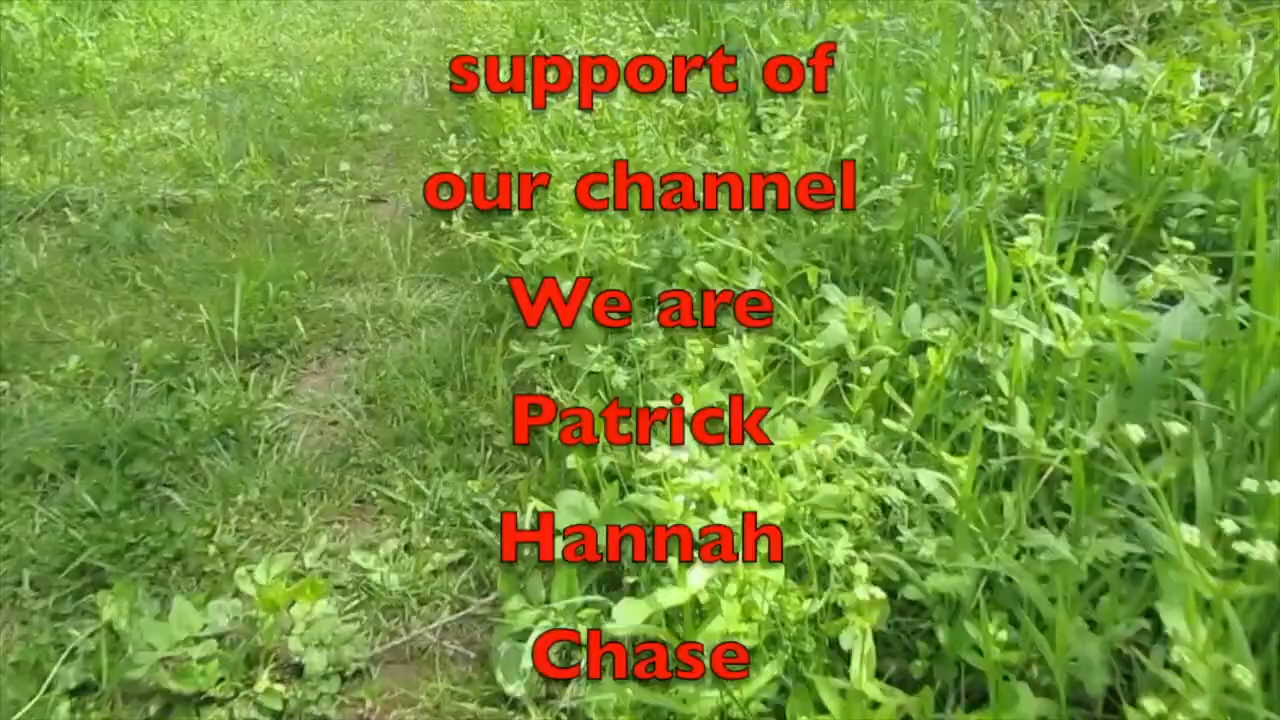 support of
our channel
We are
Patrick
Hannah
Chase